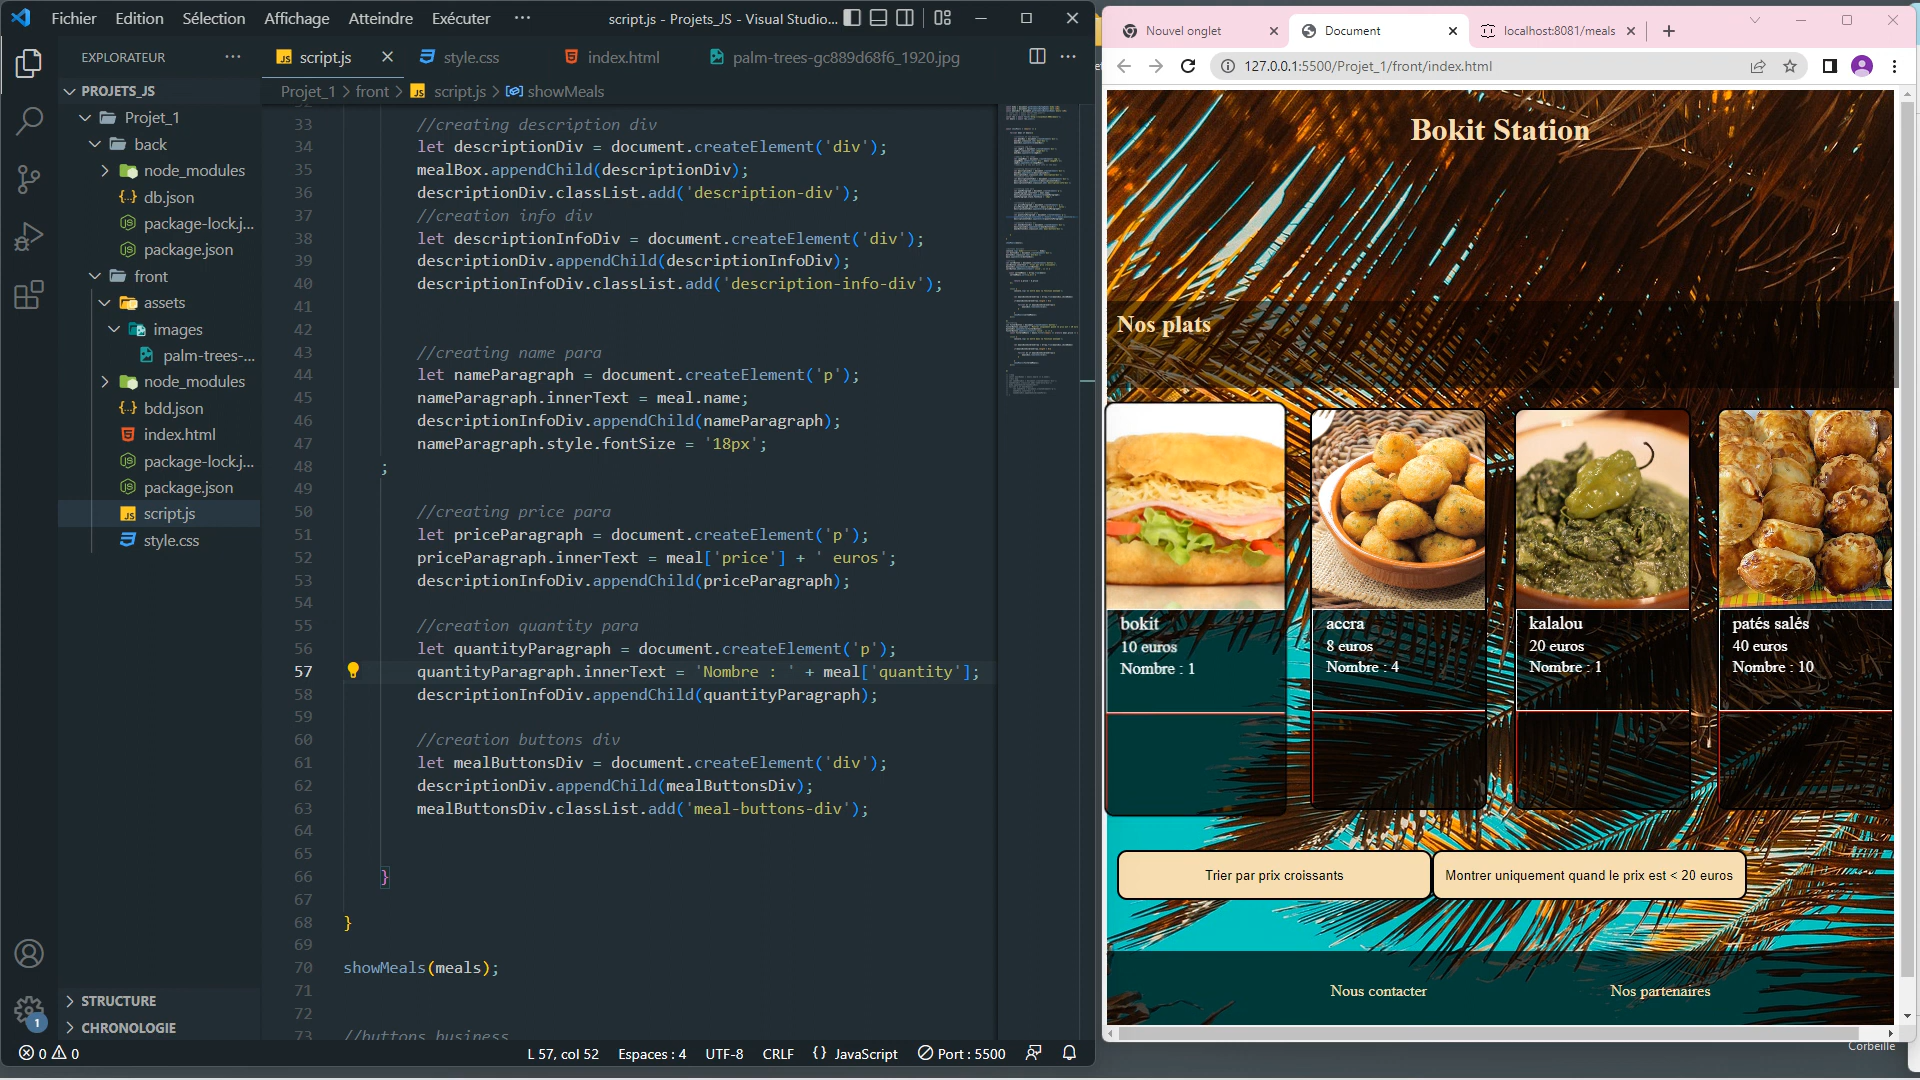 Fichier Edition Sélection Affichage Atteindre Exécuter ··· script.js - Projets_JS - Visual Studio...
EXPLORATEUR ···
PROJETS_JS
Projet_1
back
node_modules
db.json
package-lock.j...
package.json
front
assets
images
palm-trees-...
node_modules
bdd.json
index.html
package-lock.j...
package.json
script.js
style.css
STRUCTURE
CHRONOLOGIE
1
script.js style.css index.html palm-trees-gc889d68f6_1920.jpg ···
Projet_1 > front > script.js > showMeals
33 //creating description div
34 let descriptionDiv = document.createElement('div');
35 mealBox.appendChild(descriptionDiv);
36 descriptionDiv.classList.add('description-div');
37 //creation info div
38 let descriptionInfoDiv = document.createElement('div');
39 descriptionDiv.appendChild(descriptionInfoDiv);
40 descriptionInfoDiv.classList.add('description-info-div');
41
42
43 //creating name para
44 let nameParagraph = document.createElement('p');
45 nameParagraph.innerText = meal.name;
46 descriptionInfoDiv.appendChild(nameParagraph);
47 nameParagraph.style.fontSize = '18px';
48 ;
49
50 //creating price para
51 let priceParagraph = document.createElement('p');
52 priceParagraph.innerText = meal['price'] + ' euros';
53 descriptionInfoDiv.appendChild(priceParagraph);
54
55 //creation quantity para
56 let quantityParagraph = document.createElement('p');
57 quantityParagraph.innerText = 'Nombre : ' + meal['quantity'];
58 descriptionInfoDiv.appendChild(quantityParagraph);
59
60 //creation buttons div
61 let mealButtonsDiv = document.createElement('div');
62 descriptionDiv.appendChild(mealButtonsDiv);
63 mealButtonsDiv.classList.add('meal-buttons-div');
64
65
66 }
67
68 }
69
70 showMeals(meals);
71
72
73 //buttons business
0 0 L 57, col 52 Espaces : 4 UTF-8 CRLF {} JavaScript Port : 5500
Nouvel onglet Document localhost:8081/meals
127.0.0.1:5500/Projet_1/front/index.html
Bokit Station
Nos plats
bokit
10 euros
Nombre : 1
accra
8 euros
Nombre : 4
kalalou
20 euros
Nombre : 1
patés salés
40 euros
Nombre : 10
Trier par prix croissants
Montrer uniquement quand le prix est < 20 euros
Nous contacter
Nos partenaires
Corbeille